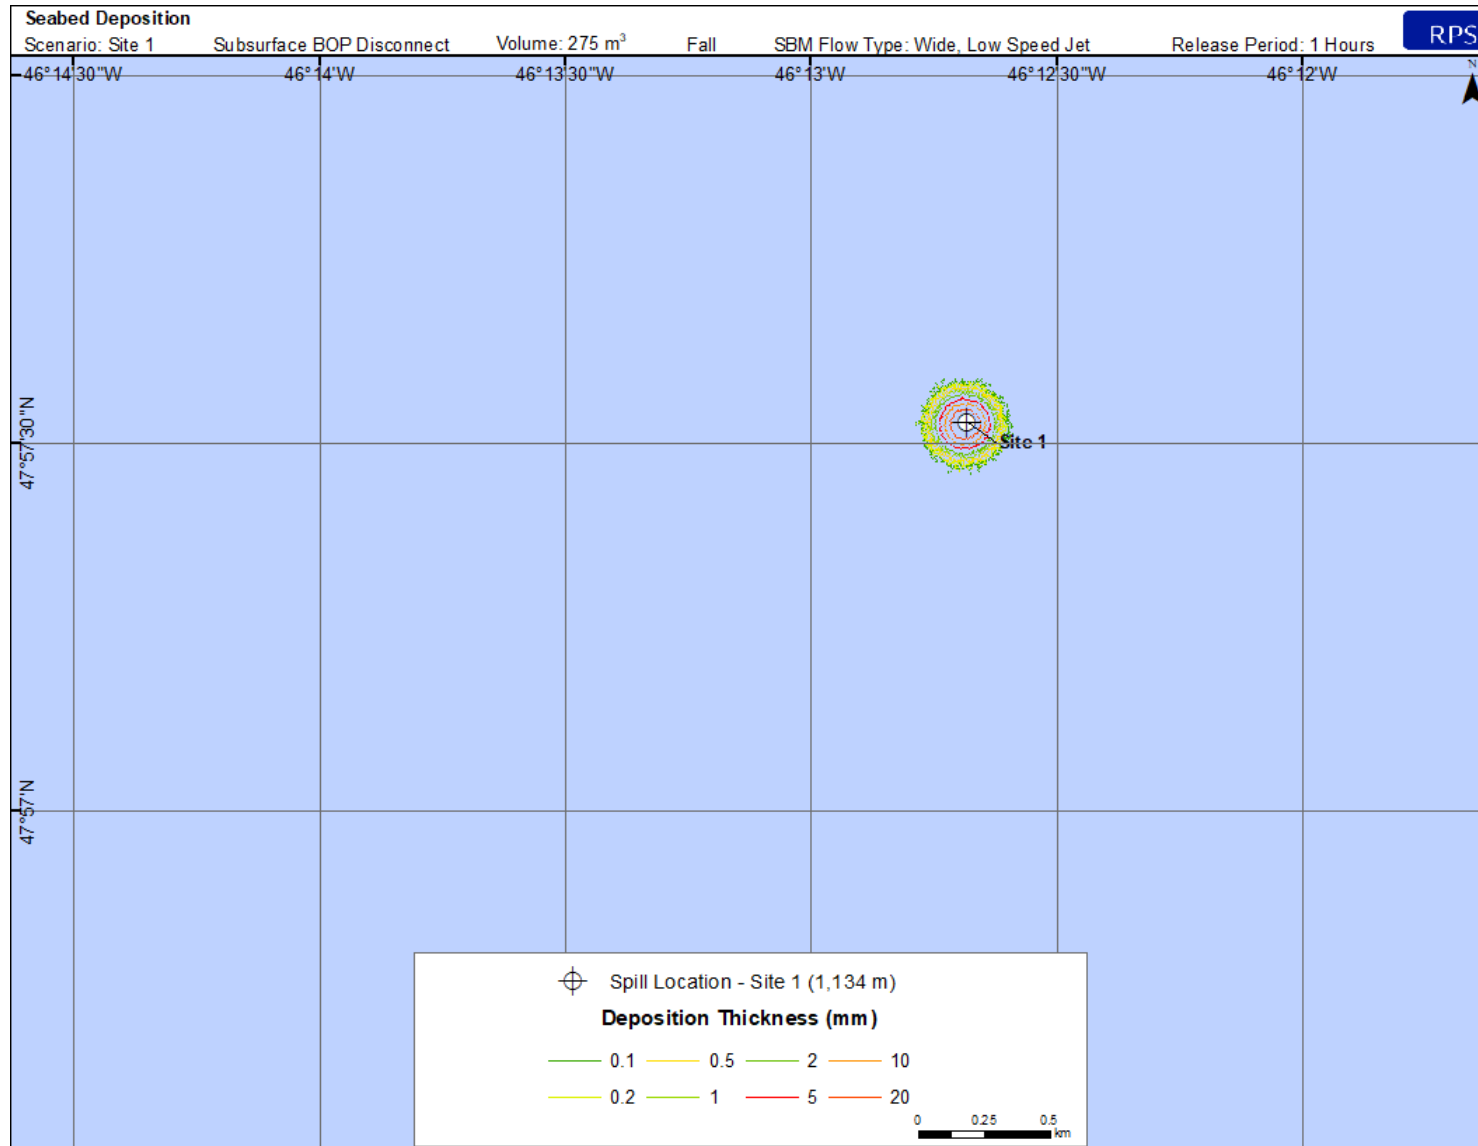 Seabed Deposition
Scenario: Site 1 Subsurface BOP Disconnect Volume: 275 m³ Fall SBM Flow Type: Wide, Low Speed Jet Release Period: 1 Hours RPS
46°14'30"W 46°14'W 46°13'30"W 46°13'W 46°12'30"W 46°12'W N
47°57'30"N
Site 1
47°57'N
Spill Location - Site 1 (1,134 m)
Deposition Thickness (mm)
0.1 0.5 2 10
0.2 1 5 20
0 0.25 0.5
km